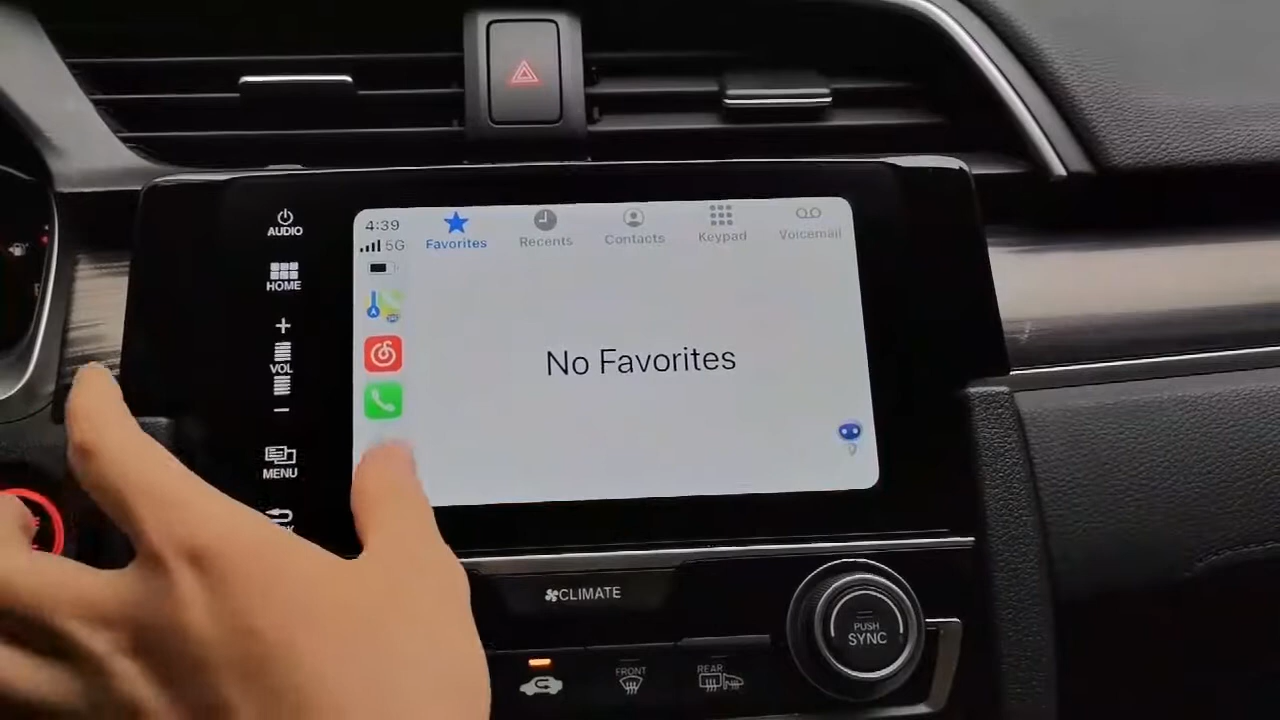 AUDIO
HOME
+
VOL
−
MENU
4:39
5G
Favorites
Recents
Contacts
Keypad
Voicemail
No Favorites
CLIMATE
FRONT
REAR
PUSH
SYNC